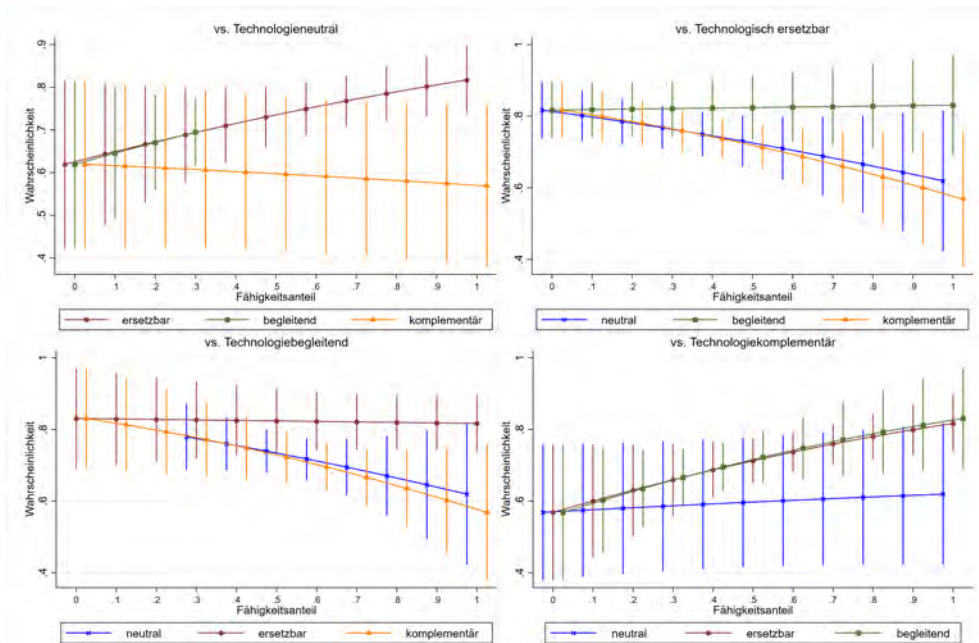 vs. Technologieneutral
Wahrscheinlichkeit
.9
.8
.7
.6
.5
.4
0 .1 .2 .3 .4 .5 .6 .7 .8 .9 1
Fähigkeitsanteil
ersetzbar begleitend komplementär
vs. Technologisch ersetzbar
Wahrscheinlichkeit
1
.8
.6
.4
0 .1 .2 .3 .4 .5 .6 .7 .8 .9 1
Fähigkeitsanteil
neutral begleitend komplementär
vs. Technologiebegleitend
Wahrscheinlichkeit
1
.8
.6
.4
0 .1 .2 .3 .4 .5 .6 .7 .8 .9 1
Fähigkeitsanteil
neutral ersetzbar komplementär
vs. Technologiekomplementär
Wahrscheinlichkeit
1
.8
.6
.4
0 .1 .2 .3 .4 .5 .6 .7 .8 .9 1
Fähigkeitsanteil
neutral ersetzbar begleitend